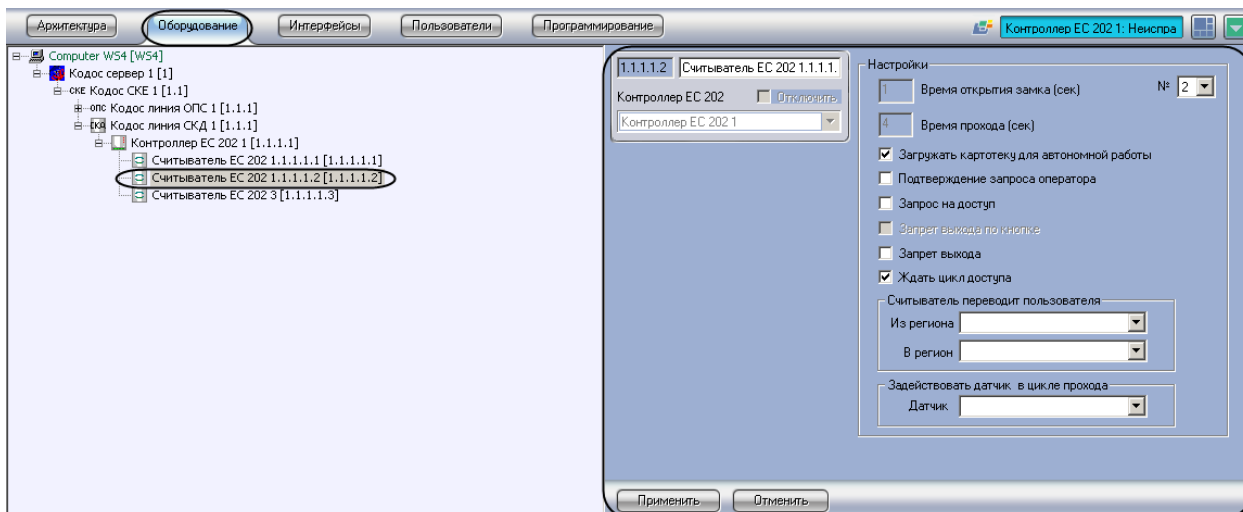 Архитектура
Оборудование
Интерфейсы
Пользователи
Программирование
Контроллер ЕС 202 1: Неиспра
Computer WS4 [WS4]
Кодос сервер 1 [1]
СКЕ Кодос СКЕ 1 [1.1]
опс Кодос линия ОПС 1 [1.1.1]
СКД Кодос линия СКД 1 [1.1.1]
Контроллер ЕС 202 1 [1.1.1.1]
Считыватель ЕС 202 1.1.1.1.1 [1.1.1.1.1]
Считыватель ЕС 202 1.1.1.1.2 [1.1.1.1.2]
Считыватель ЕС 202 3 [1.1.1.1.3]
1.1.1.1.2
Считыватель ЕС 202 1.1.1.1.
Контроллер ЕС 202
Отключить
Контроллер ЕС 202 1
Настройки
1 Время открытия замка (сек)
№ 2
4 Время прохода (сек)
Загружать картотеку для автономной работы
Подтверждение запроса оператора
Запрос на доступ
Запрет выхода по кнопке
Запрет выхода
Ждать цикл доступа
Считыватель переводит пользователя
Из региона
В регион
Задействовать датчик в цикле прохода
Датчик
Применить
Отменить